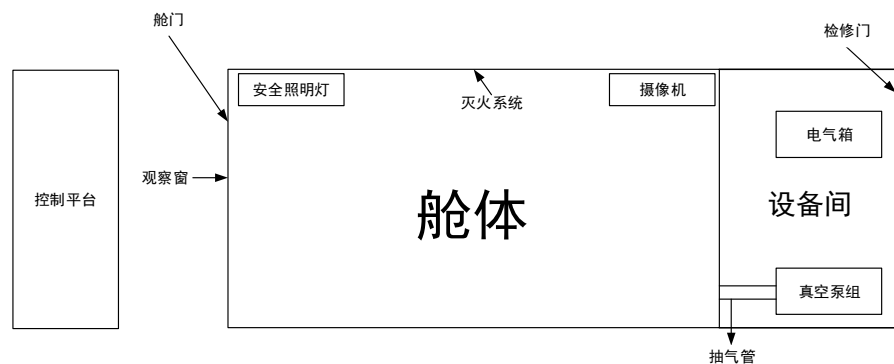 舱门
检修门
安全照明灯
灭火系统
摄像机
电气箱
观察窗
控制平台
舱体
设备间
真空泵组
抽气管